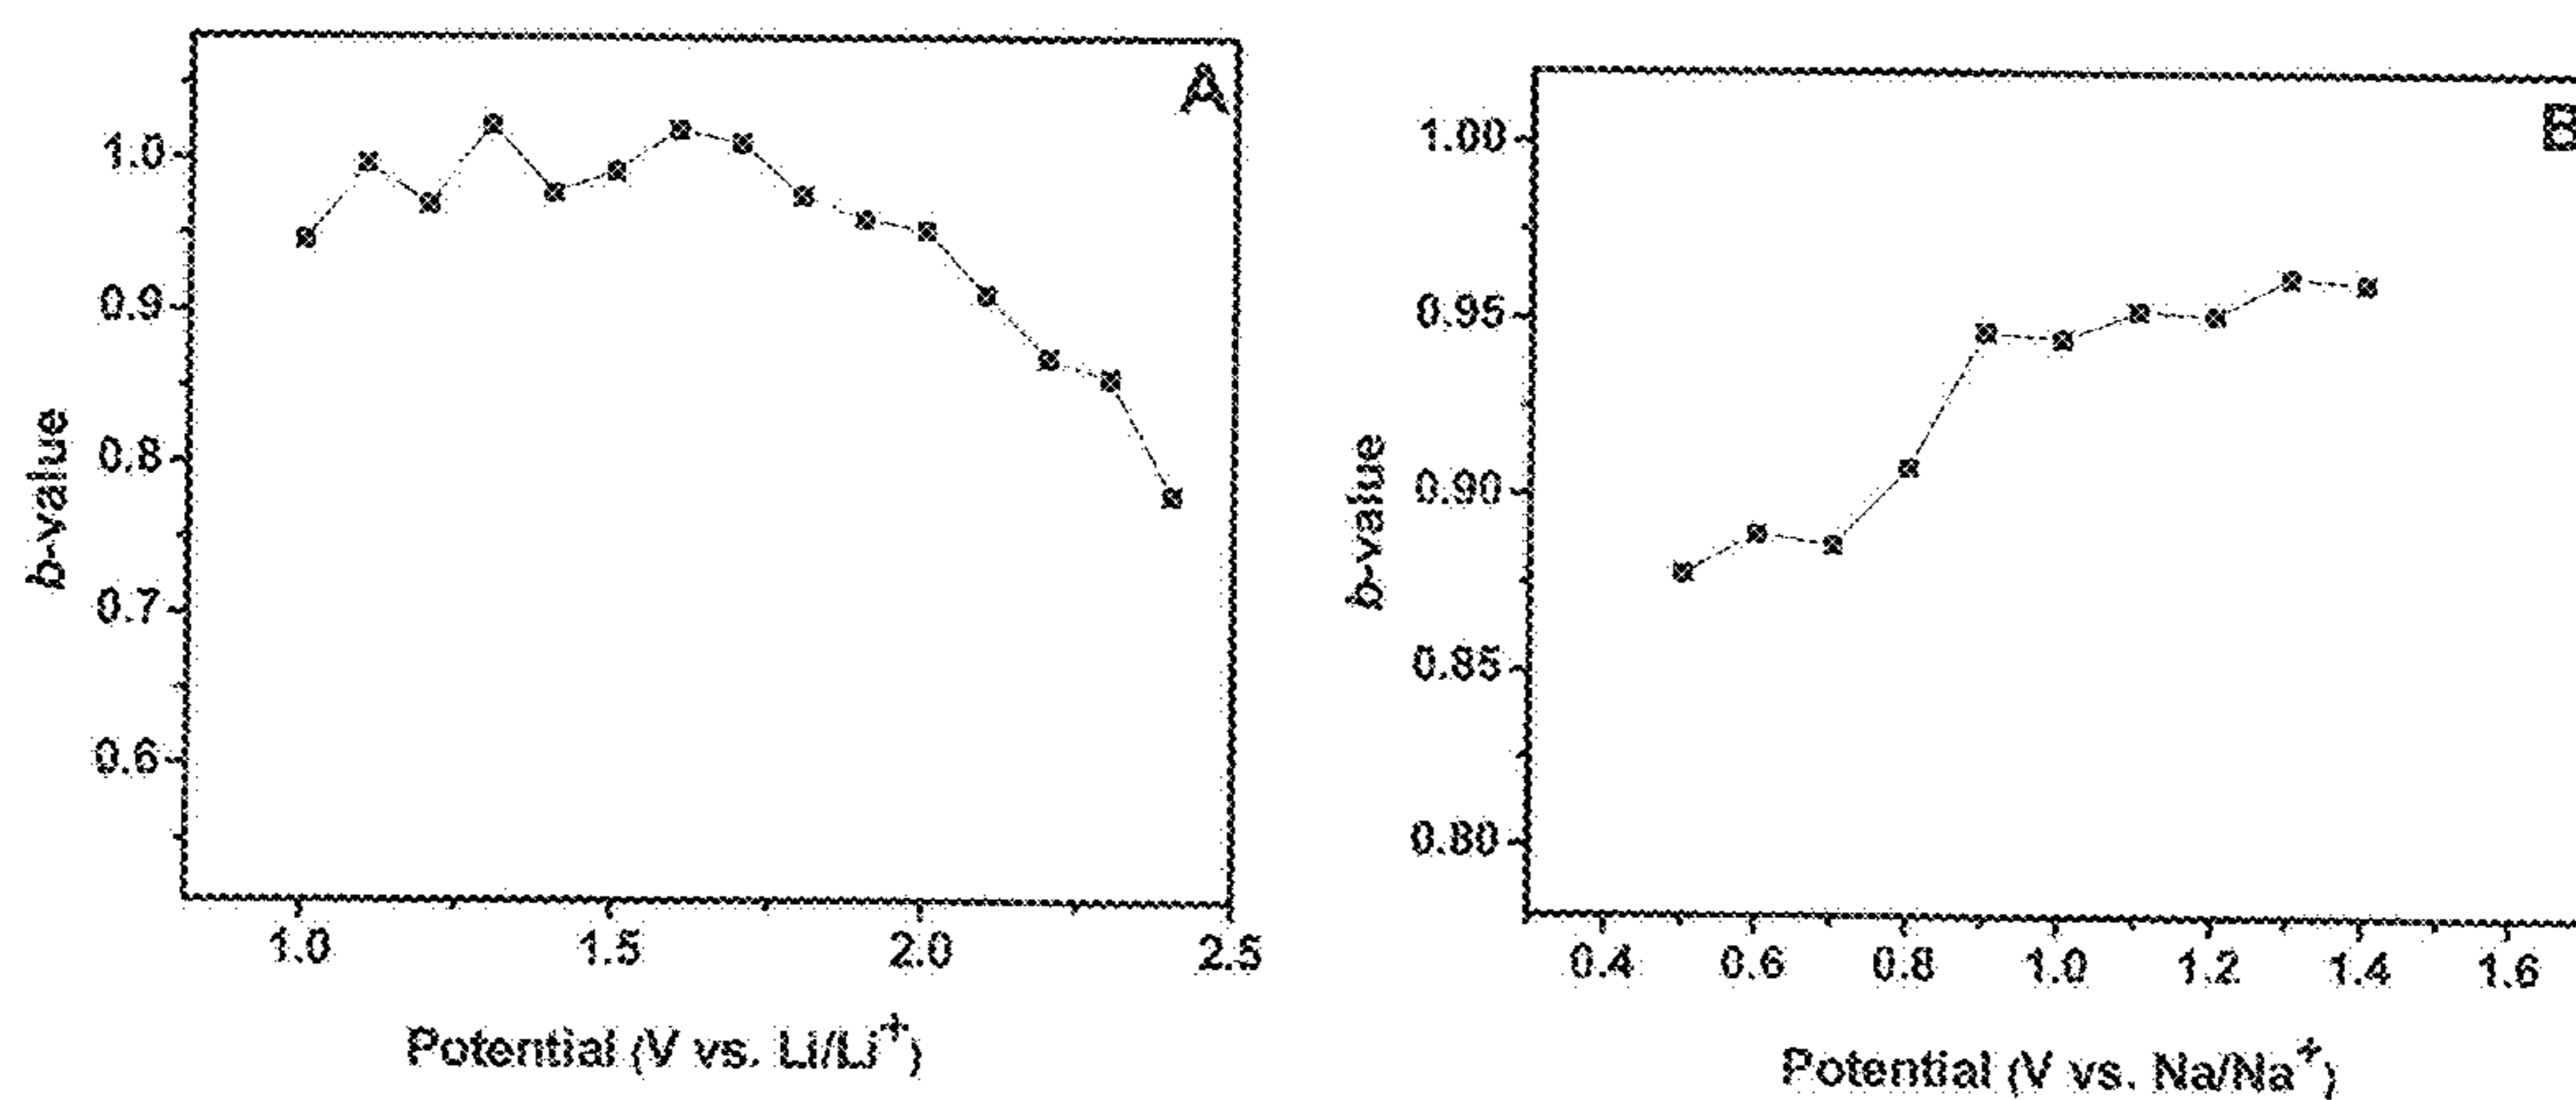 A
1.0
0.9
0.8
0.7
0.6
b-value
1.0 1.5 2.0 2.5
Potential (V vs. Li/Li+)
B
1.00
0.95
0.90
0.85
0.80
b-value
0.4 0.6 0.8 1.0 1.2 1.4 1.6
Potential (V vs. Na/Na+)